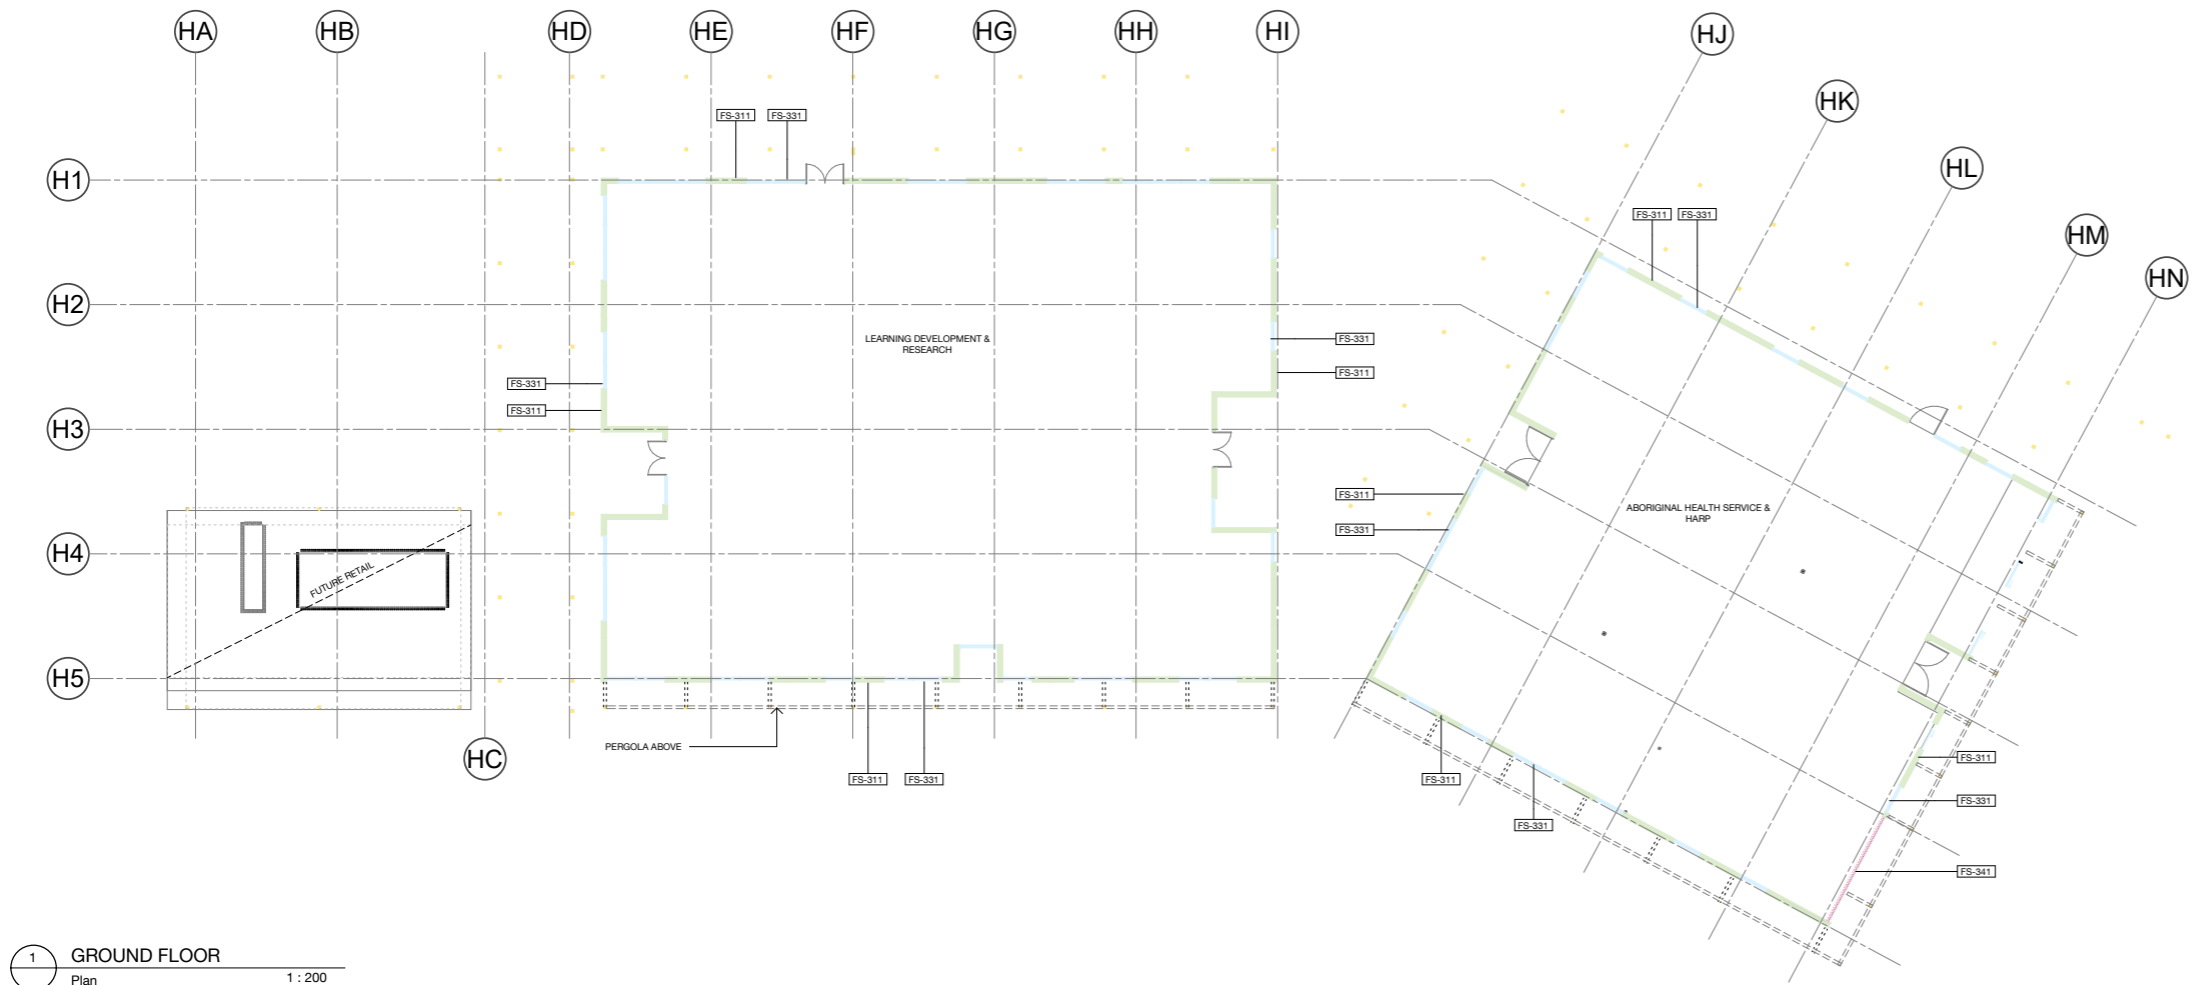 HA
HB
HD
HE
HF
HG
HH
HI
HJ
HK
HL
HM
HN
H1
H2
H3
H4
H5
HC
FS-311
FS-331
FS-311
FS-331
FS-331
FS-311
FS-331
FS-311
LEARNING DEVELOPMENT &
RESEARCH
FS-311
FS-331
ABORIGINAL HEALTH SERVICE &
HARP
FUTURE RETAIL
PERGOLA ABOVE
FS-311
FS-331
FS-311
FS-331
FS-311
FS-331
FS-341
1
GROUND FLOOR
Plan
1 : 200